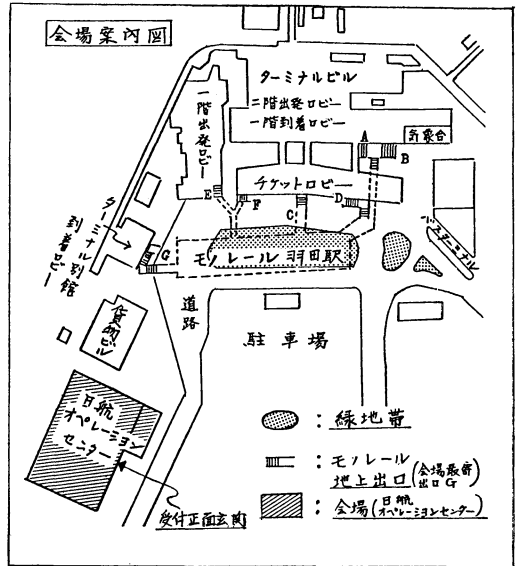 会場案内図
ターミナルビル
二階出発ロビー
一階到着ロビー
一階出発ロビー
A
B
気象台
チケットロビー
E
F
C
D
バスターミナル
ターミナル別館
到着ロビー
G
モノレール羽田駅
道路
貨物ビル
駐車場
日航
オペレーション
センター
受付正面玄関
：緑地帯
：モノレール
地上出口(会場最寄
出口G)
：会場(日航
オペレーションセンター)